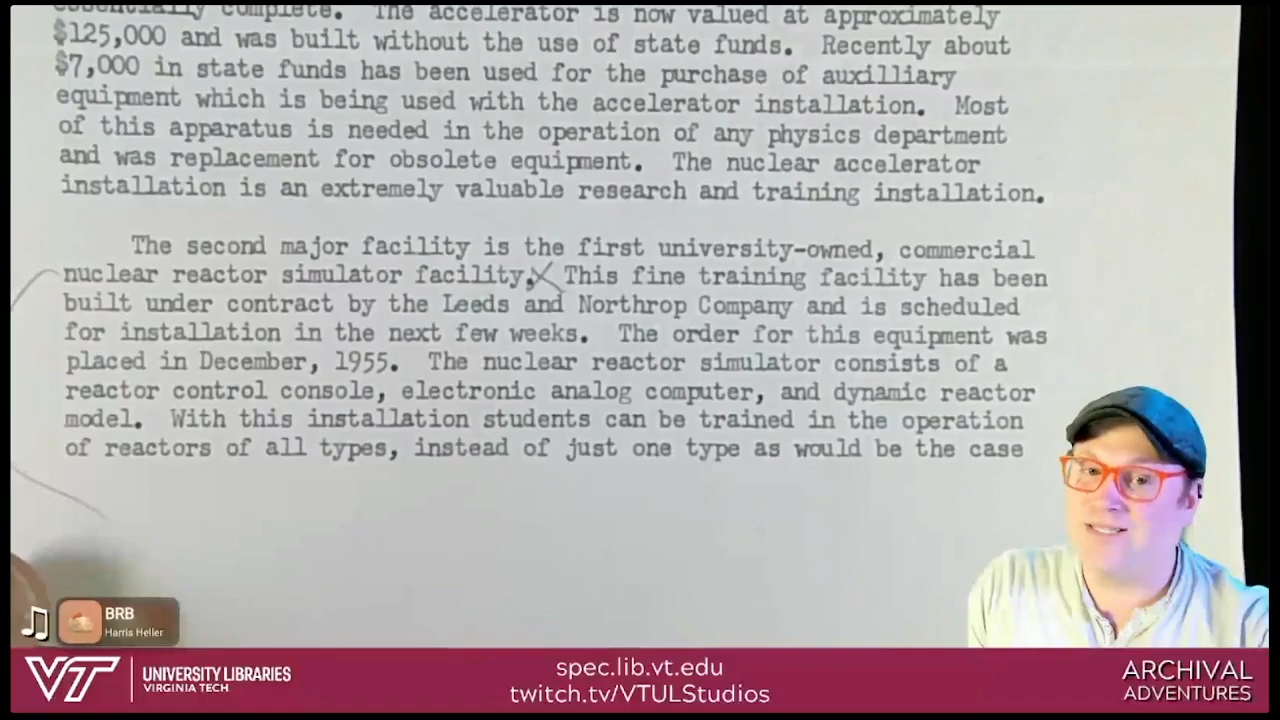 essentially complete. The accelerator is now valued at approximately
$125,000 and was built without the use of state funds. Recently about
$7,000 in state funds has been used for the purchase of auxilliary
equipment which is being used with the accelerator installation. Most
of this apparatus is needed in the operation of any physics department
and was replacement for obsolete equipment. The nuclear accelerator
installation is an extremely valuable research and training installation.
The second major facility is the first university-owned, commercial
nuclear reactor simulator facility. This fine training facility has been
built under contract by the Leeds and Northrop Company and is scheduled
for installation in the next few weeks. The order for this equipment was
placed in December, 1955. The nuclear reactor simulator consists of a
reactor control console, electronic analog computer, and dynamic reactor
model. With this installation students can be trained in the operation
of reactors of all types, instead of just one type as would be the case
BRB
Harris Heller
VT UNIVERSITY LIBRARIES
VIRGINIA TECH
spec.lib.vt.edu
twitch.tv/VTULStudios
ARCHIVAL
ADVENTURES